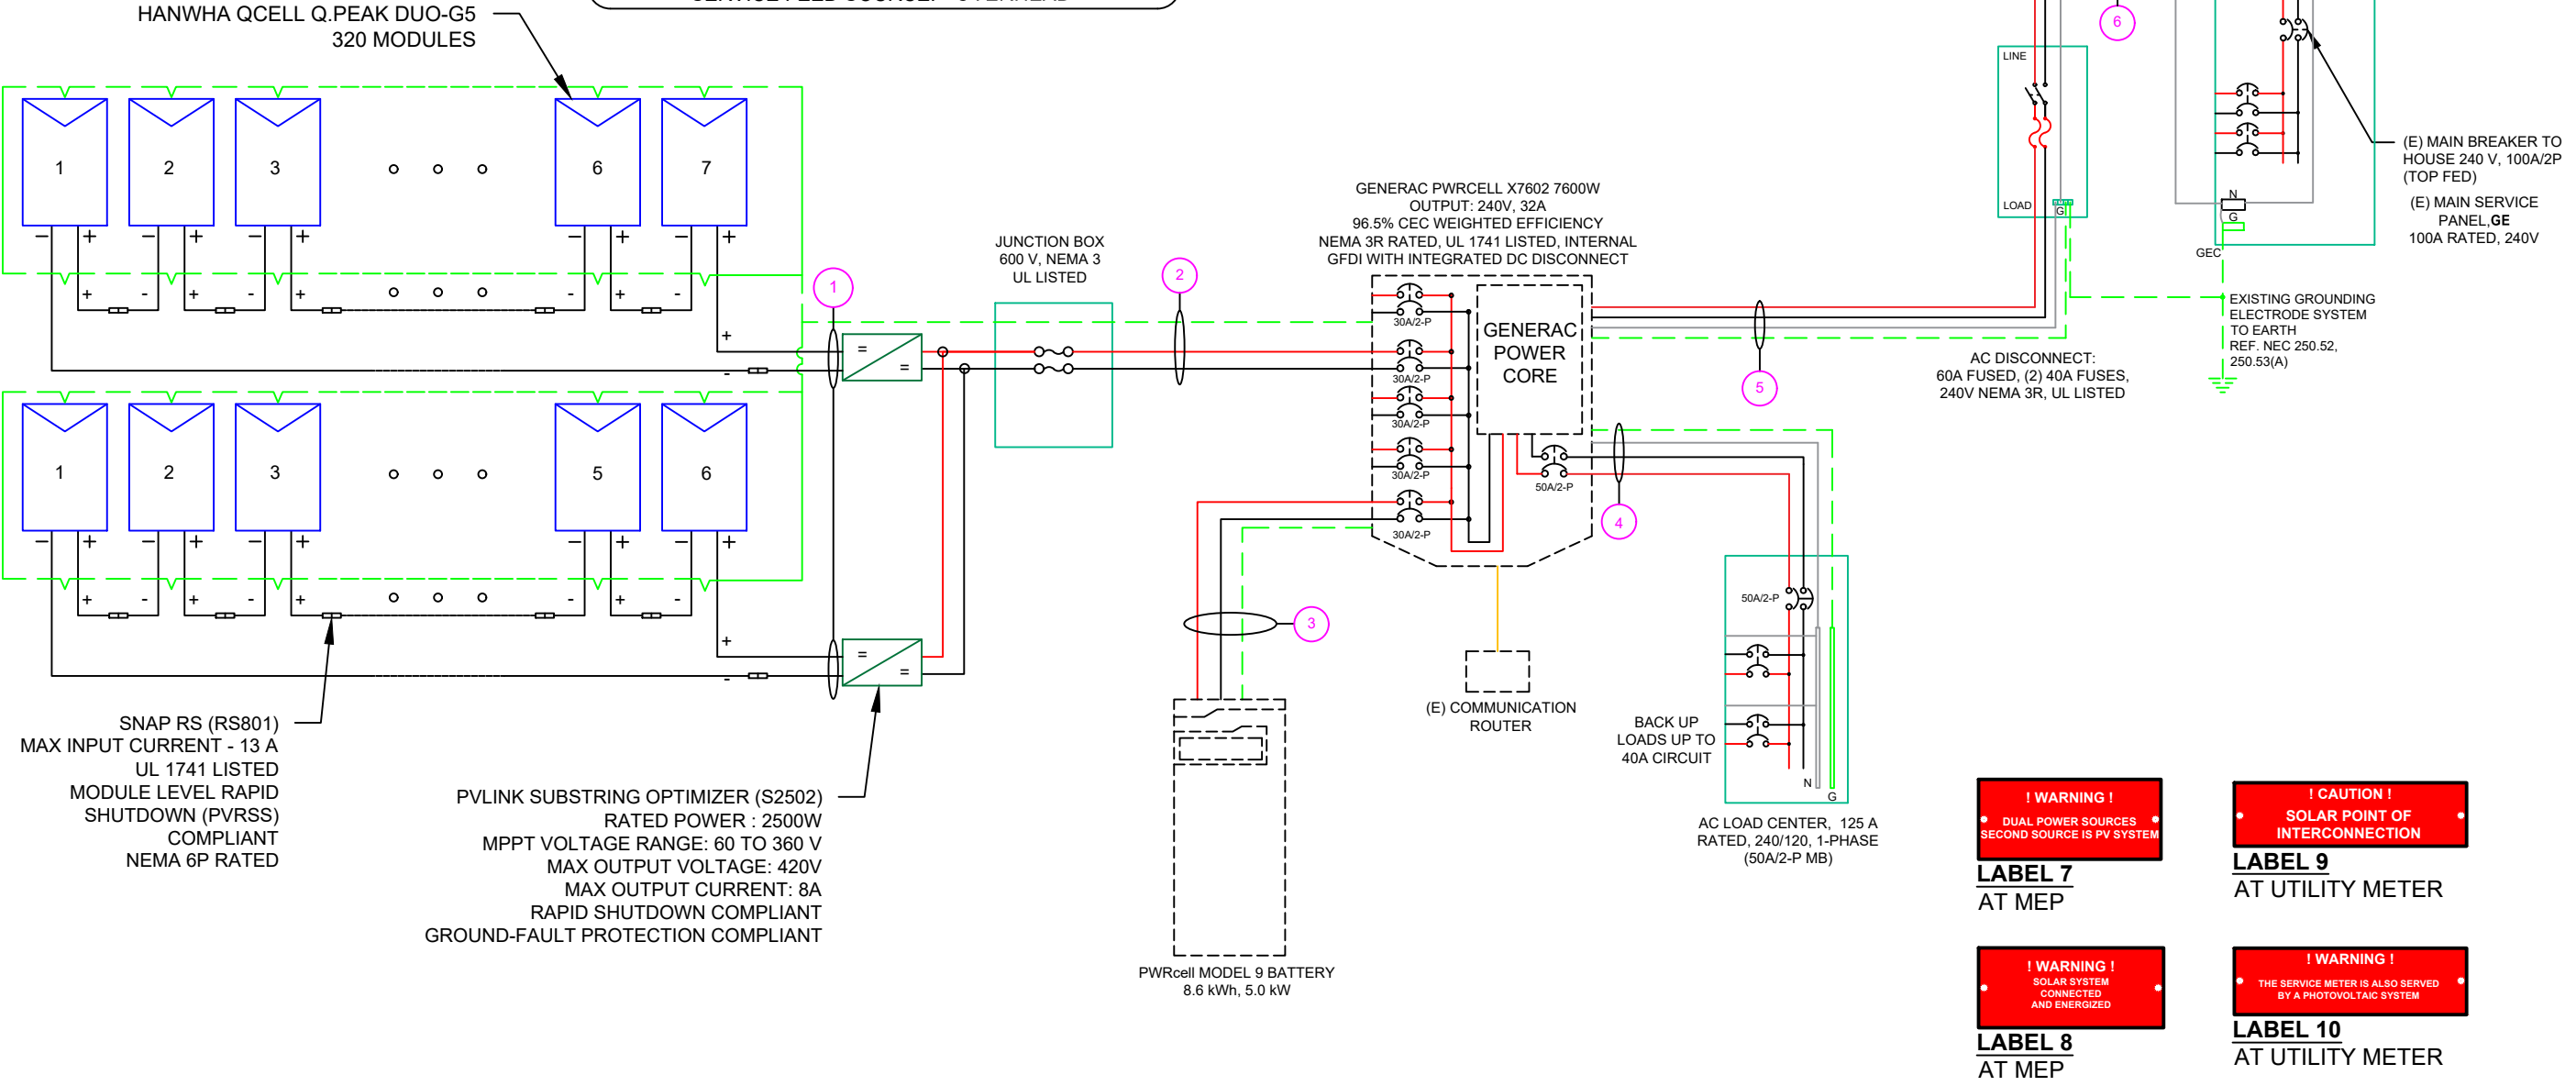 HANWHA QCELL Q.PEAK DUO-G5
320 MODULES
1 2 3 6 7
− + − + − + − + − +
+ - + - + - + -
+
-
1 2 3 5 6
− + − + − + − + − +
+ - + - + - + -
+
-
1
= =
= =
SNAP RS (RS801)
MAX INPUT CURRENT - 13 A
UL 1741 LISTED
MODULE LEVEL RAPID
SHUTDOWN (PVRSS)
COMPLIANT
NEMA 6P RATED
PVLINK SUBSTRING OPTIMIZER (S2502)
RATED POWER : 2500W
MPPT VOLTAGE RANGE: 60 TO 360 V
MAX OUTPUT VOLTAGE: 420V
MAX OUTPUT CURRENT: 8A
RAPID SHUTDOWN COMPLIANT
GROUND-FAULT PROTECTION COMPLIANT
JUNCTION BOX
600 V, NEMA 3
UL LISTED
2
GENERAC PWRCELL X7602 7600W
OUTPUT: 240V, 32A
96.5% CEC WEIGHTED EFFICIENCY
NEMA 3R RATED, UL 1741 LISTED, INTERNAL
GFDI WITH INTEGRATED DC DISCONNECT
30A/2-P
30A/2-P
30A/2-P
30A/2-P
30A/2-P
GENERAC
POWER
CORE
50A/2-P
3
PWRcell MODEL 9 BATTERY
8.6 kWh, 5.0 kW
(E) COMMUNICATION
ROUTER
4
5
50A/2-P
BACK UP
LOADS UP TO
40A CIRCUIT
N
G
AC LOAD CENTER, 125 A
RATED, 240/120, 1-PHASE
(50A/2-P MB)
6
LINE
LOAD
G
AC DISCONNECT:
60A FUSED, (2) 40A FUSES,
240V NEMA 3R, UL LISTED
(E) MAIN BREAKER TO
HOUSE 240 V, 100A/2P
(TOP FED)
(E) MAIN SERVICE
PANEL,GE
100A RATED, 240V
N
G
GEC
EXISTING GROUNDING
ELECTRODE SYSTEM
TO EARTH
REF. NEC 250.52,
250.53(A)
! WARNING !
DUAL POWER SOURCES
SECOND SOURCE IS PV SYSTEM
LABEL 7
AT MEP
! CAUTION !
SOLAR POINT OF
INTERCONNECTION
LABEL 9
AT UTILITY METER
! WARNING !
SOLAR SYSTEM
CONNECTED
AND ENERGIZED
LABEL 8
AT MEP
! WARNING !
THE SERVICE METER IS ALSO SERVED
BY A PHOTOVOLTAIC SYSTEM
LABEL 10
AT UTILITY METER